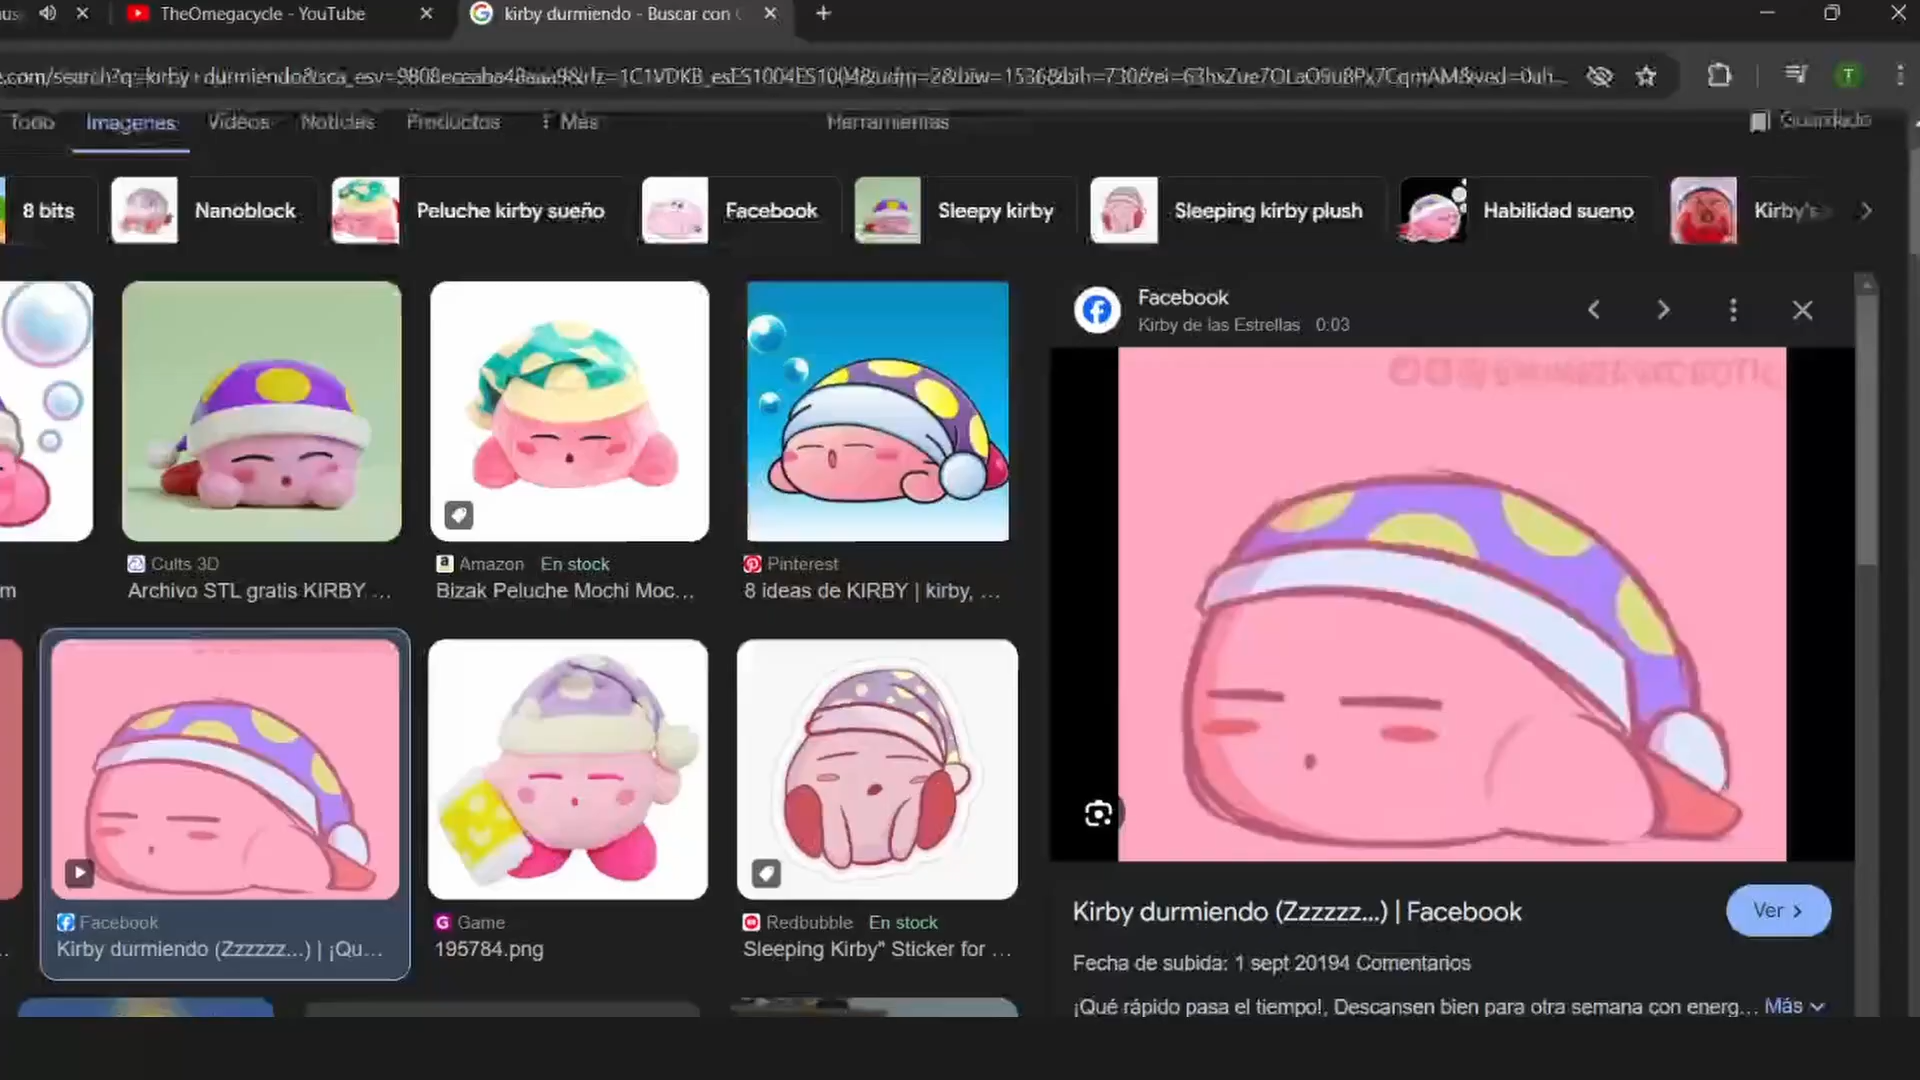 TheOmegacycle - YouTube
kirby durmiendo - Buscar con
Todo
Imágenes
Vídeos
Noticias
Productos
Más
Herramientas
Guardado
8 bits
Nanoblock
Peluche kirby sueño
Facebook
Sleepy kirby
Sleeping kirby plush
Habilidad sueno
Kirby's
Facebook
Kirby de las Estrellas 0:03
Cults 3D
Archivo STL gratis KIRBY ...
Amazon En stock
Bizak Peluche Mochi Moc...
Pinterest
8 ideas de KIRBY | kirby, ...
Facebook
Kirby durmiendo (Zzzzzz...) | ¡Qu...
Game
195784.png
Redbubble En stock
Sleeping Kirby" Sticker for ...
Kirby durmiendo (Zzzzzz...) | Facebook
Ver
Fecha de subida: 1 sept 20194 Comentarios
¡Qué rápido pasa el tiempo!, Descansen bien para otra semana con energ... Más